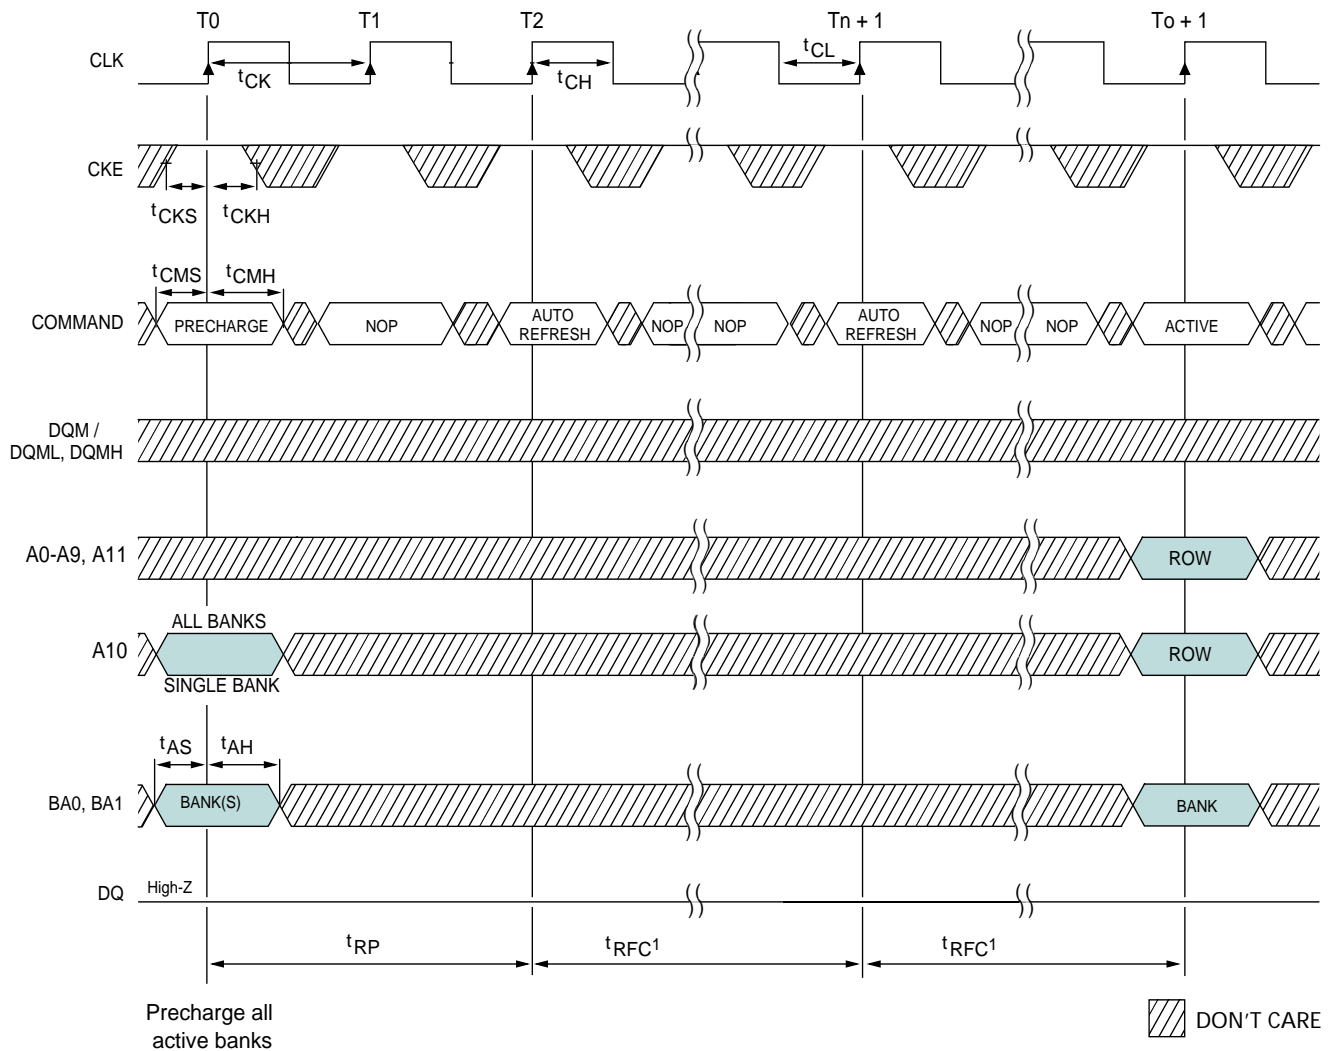 T0 T1 T2 Tn + 1 To + 1
CLK
tCK tCH tCL
CKE
tCKS tCKH
tCMS tCMH
COMMAND PRECHARGE NOP AUTO REFRESH NOP NOP AUTO REFRESH NOP NOP ACTIVE
DQM /
DQML, DQMH
A0-A9, A11 ROW
ALL BANKS
A10 ROW
SINGLE BANK
tAS tAH
BA0, BA1 BANK(S) BANK
DQ High-Z
tRP tRFC1 tRFC1
Precharge all
active banks
DON'T CARE